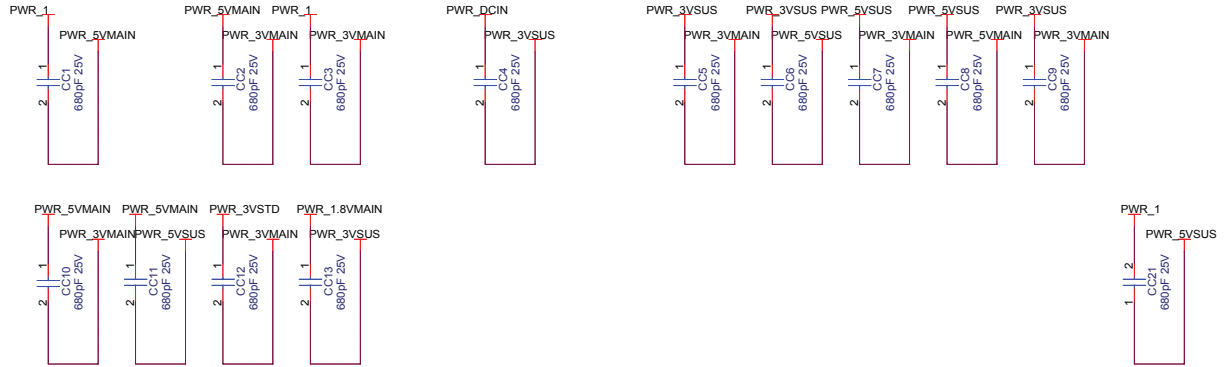 PWR_1
PWR_5VMAIN
1
2
CC1
680pF 25V
PWR_5VMAIN
PWR_3VMAIN
1
2
CC2
680pF 25V
PWR_1
PWR_3VMAIN
1
2
CC3
680pF 25V
PWR_DCIN
PWR_3VSUS
1
2
CC4
680pF 25V
PWR_3VSUS
PWR_3VMAIN
1
2
CC5
680pF 25V
PWR_3VSUS
PWR_5VSUS
1
2
CC6
680pF 25V
PWR_5VSUS
PWR_3VMAIN
1
2
CC7
680pF 25V
PWR_5VSUS
PWR_5VMAIN
1
2
CC8
680pF 25V
PWR_3VSUS
PWR_3VMAIN
1
2
CC9
680pF 25V
PWR_5VMAIN
PWR_3VMAIN
1
2
CC10
680pF 25V
PWR_5VMAIN
PWR_5VSUS
1
2
CC11
680pF 25V
PWR_3VSTD
PWR_3VMAIN
1
2
CC12
680pF 25V
PWR_1.8VMAIN
PWR_3VSUS
1
2
CC13
680pF 25V
PWR_1
PWR_5VSUS
2
1
CC21
680pF 25V